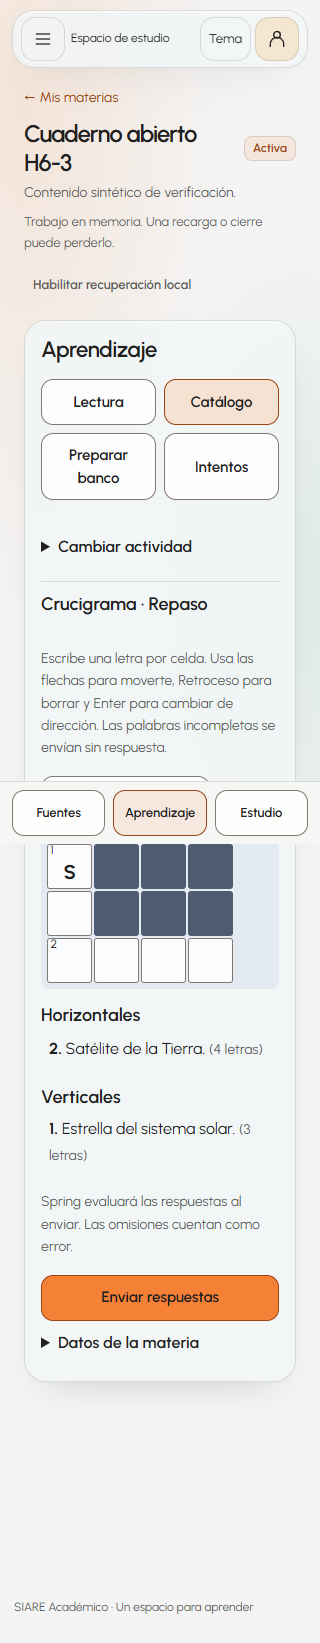 Espacio de estudio
Tema
← Mis materias
Cuaderno abierto
H6-3
Activa
Contenido sintético de verificación.
Trabajo en memoria. Una recarga o cierre
puede perderlo.
Habilitar recuperación local
Aprendizaje
Lectura
Catálogo
Preparar
banco
Intentos
▶ Cambiar actividad
Crucigrama · Repaso
Escribe una letra por celda. Usa las
flechas para moverte, Retroceso para
borrar y Enter para cambiar de
dirección. Las palabras incompletas se
envían sin respuesta.
Fuentes
Aprendizaje
Estudio
1
S
2
Horizontales
2. Satélite de la Tierra. (4 letras)
Verticales
1. Estrella del sistema solar. (3
letras)
Spring evaluará las respuestas al
enviar. Las omisiones cuentan como
error.
Enviar respuestas
▶ Datos de la materia
SIARE Académico · Un espacio para aprender